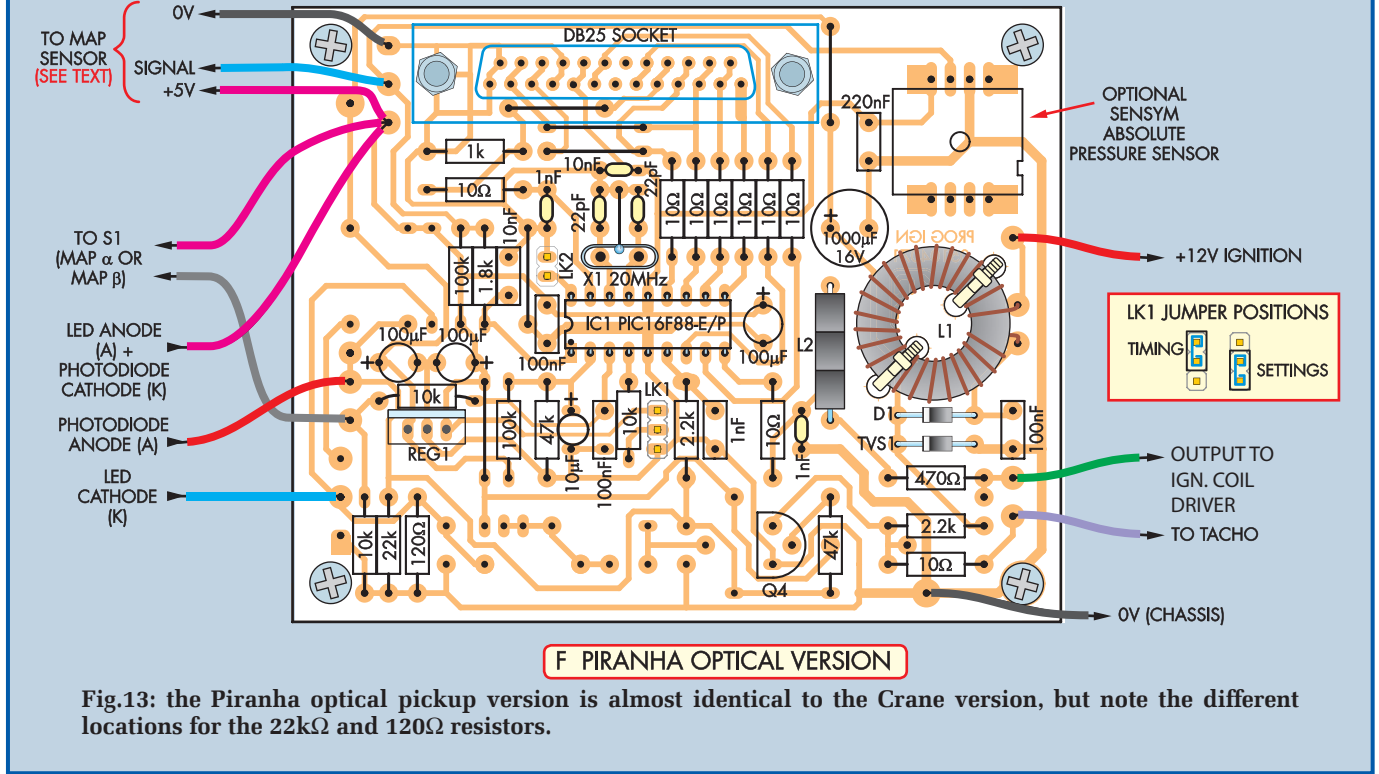 0V
TO MAP
SENSOR
(SEE TEXT)
SIGNAL
+5V
DB25 SOCKET
220nF
OPTIONAL
SENSYM
ABSOLUTE
PRESSURE SENSOR
1k
10Ω
1nF
10nF
22pF
22pF
10Ω
10Ω
10Ω
10Ω
10Ω
10Ω
+
1000µF
16V
PROG IGN
TO S1
(MAP α OR
MAP β)
100k
1.8k
10nF
LK2
X1 20MHz
+12V IGNITION
IC1 PIC16F88-E/P
100nF
+
100µF
L2
L1
LK1 JUMPER POSITIONS
TIMING
SETTINGS
LED ANODE
(A) +
PHOTODIODE
CATHODE (K)
100µF
100µF
+
+
10k
REG1
PHOTODIODE
ANODE (A)
100k
47k
+
10µF
100nF
10k
LK1
2.2k
1nF
10Ω
1nF
D1
TVS1
100nF
470Ω
OUTPUT TO
IGN. COIL
DRIVER
LED
CATHODE
(K)
10k
22k
120Ω
Q4
47k
2.2k
10Ω
TO TACHO
0V (CHASSIS)
F PIRANHA OPTICAL VERSION
Fig.13: the Piranha optical pickup version is almost identical to the Crane version, but note the different
locations for the 22kΩ and 120Ω resistors.